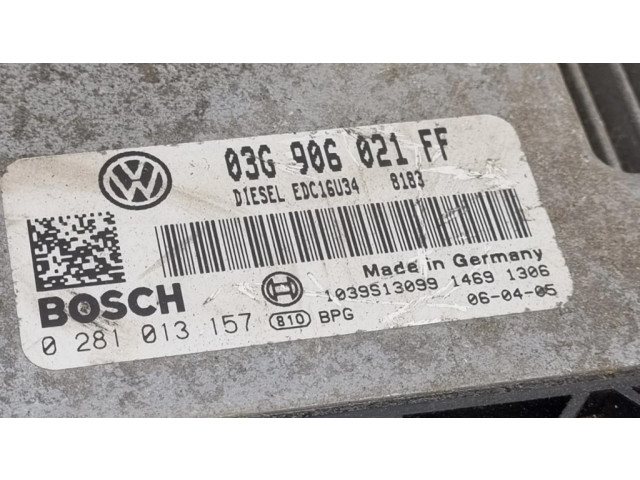 03G 906 021 FF
DIESEL EDC16U34 8183
Made in Germany
BOSCH
1039S13099 1469 1306
0 281 013 157 810 BPG
06-04-05